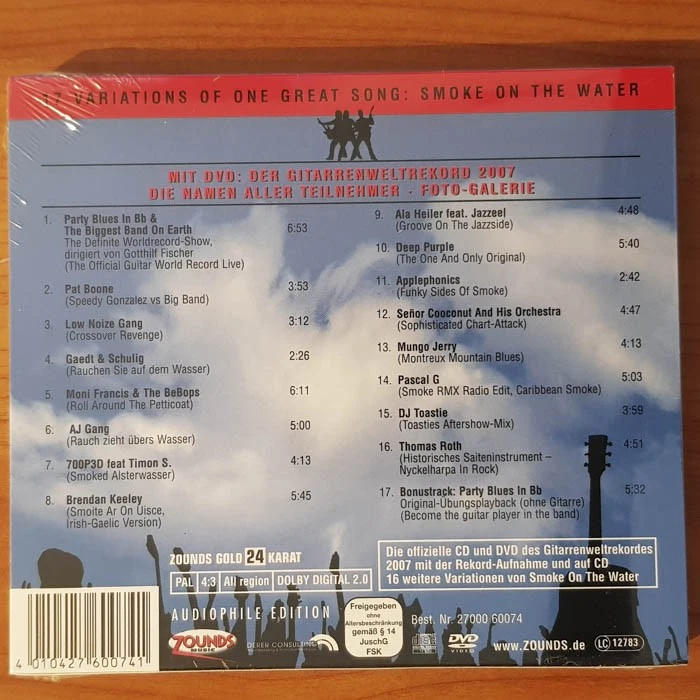 17 VARIATIONS OF ONE GREAT SONG: SMOKE ON THE WATER
MIT DVD: DER GITARRENWELTREKORD 2007
DIE NAMEN ALLER TEILNEHMER · FOTO-GALERIE
1. Party Blues In Bb &
The Biggest Band On Earth 6:53
The Definite Worldrecord-Show,
dirigiert von Gotthilf Fischer
(The Official Guitar World Record Live)
2. Pat Boone 3:53
(Speedy Gonzalez vs Big Band)
3. Low Noize Gang 3:12
(Crossover Revenge)
4. Gaedt & Schulig 2:26
(Rauchen Sie auf dem Wasser)
5. Moni Francis & The BeBops 6:11
(Roll Around The Petticoat)
6. AJ Gang 5:00
(Rauch zieht übers Wasser)
7. 700P3D feat Timon S. 4:13
(Smoked Alsterwasser)
8. Brendan Keeley 5:45
(Smoite Ar On Uisce,
Irish-Gaelic Version)
9. Ala Heiler feat. Jazzeel 4:48
(Groove On The Jazzside)
10. Deep Purple 5:40
(The One And Only Original)
11. Applephonics 2:42
(Funky Sides Of Smoke)
12. Señor Cooconut And His Orchestra 4:47
(Sophisticated Chart-Attack)
13. Mungo Jerry 4:13
(Montreux Mountain Blues)
14. Pascal G 5:03
(Smoke RMX Radio Edit, Caribbean Smoke)
15. DJ Toastie 3:59
(Toasties Aftershow-Mix)
16. Thomas Roth 4:51
(Historisches Saiteninstrument –
Nyckelharpa In Rock)
17. Bonustrack: Party Blues In Bb 5:32
Original-Übungsplayback (ohne Gitarre)
(Become the guitar player in the band)
ZOUNDS GOLD 24 KARAT
PAL 4:3 All region DOLBY DIGITAL 2.0
AUDIOPHILE EDITION
Die offizielle CD und DVD des Gitarrenweltrekordes
2007 mit der Rekord-Aufnahme und auf CD
16 weitere Variationen von Smoke On The Water
Freigegeben
ohne
Altersbeschränkung
gemäß § 14
JuschG
FSK
Best. Nr. 27000 60074
4 010427 600741
ZOUNDS
MUSIC
DERER CONSULTING
disc
DVD
VIDEO
www.ZOUNDS.de
LC 12783